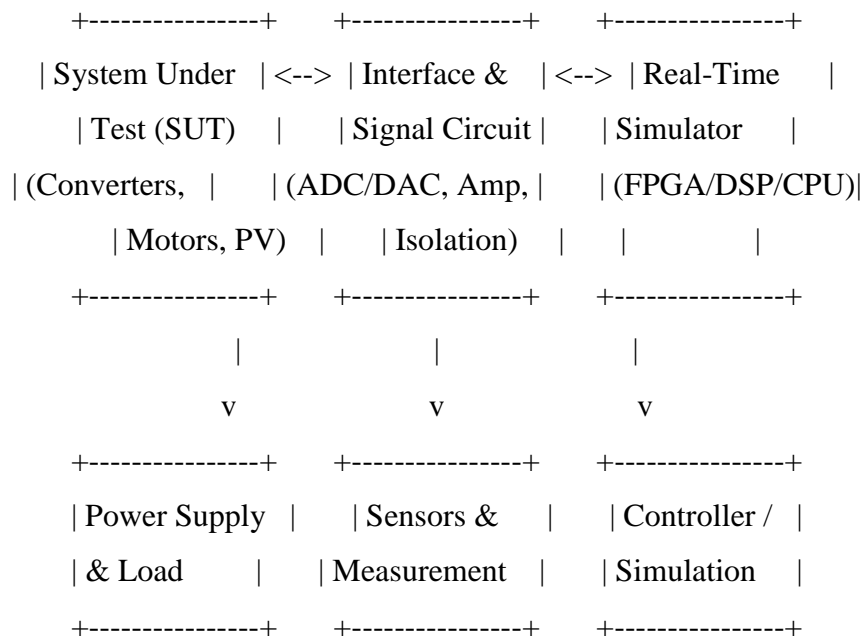 +----------------+ +----------------+ +----------------+
| System Under | <--> | Interface & | <--> | Real-Time |
| Test (SUT) | | Signal Circuit | | Simulator |
| (Converters, | | (ADC/DAC, Amp, | | (FPGA/DSP/CPU)|
| Motors, PV) | | Isolation) | | |
+----------------+ +----------------+ +----------------+
| | |
v v v
+----------------+ +----------------+ +----------------+
| Power Supply | | Sensors & | | Controller / |
| & Load | | Measurement | | Simulation |
+----------------+ +----------------+ +----------------+